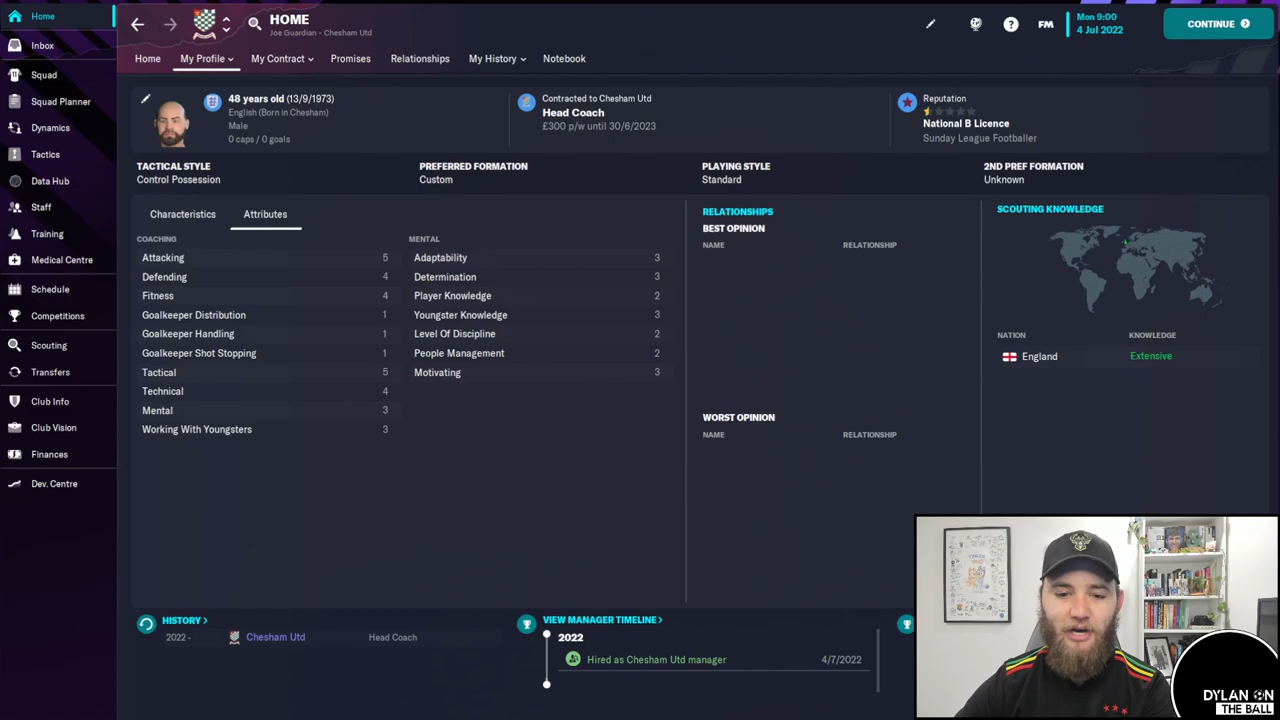 Home
Inbox
Squad
Squad Planner
Dynamics
Tactics
Data Hub
Staff
Training
Medical Centre
Schedule
Competitions
Scouting
Transfers
Club Info
Club Vision
Finances
Dev. Centre
HOME
Joe Guardian - Chesham Utd
FM
Mon 9:00
4 Jul 2022
CONTINUE
Home
My Profile
My Contract
Promises
Relationships
My History
Notebook
48 years old (13/9/1973)
English (Born in Chesham)
Male
0 caps / 0 goals
Contracted to Chesham Utd
Head Coach
£300 p/w until 30/6/2023
Reputation
National B Licence
Sunday League Footballer
TACTICAL STYLE
Control Possession
PREFERRED FORMATION
Custom
PLAYING STYLE
Standard
2ND PREF FORMATION
Unknown
Characteristics
Attributes
COACHING
Attacking 5
Defending 4
Fitness 4
Goalkeeper Distribution 1
Goalkeeper Handling 1
Goalkeeper Shot Stopping 1
Tactical 5
Technical 4
Mental 3
Working With Youngsters 3
MENTAL
Adaptability 3
Determination 3
Player Knowledge 2
Youngster Knowledge 3
Level Of Discipline 2
People Management 2
Motivating 3
RELATIONSHIPS
BEST OPINION
NAME RELATIONSHIP
WORST OPINION
NAME RELATIONSHIP
SCOUTING KNOWLEDGE
NATION KNOWLEDGE
England Extensive
HISTORY >
2022 - Chesham Utd Head Coach
VIEW MANAGER TIMELINE >
2022
Hired as Chesham Utd manager 4/7/2022
DYLAN ON
THE BALL